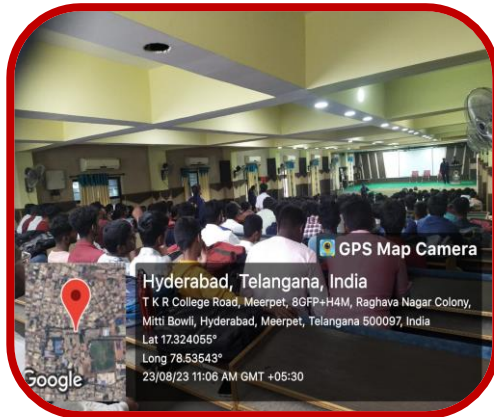 GPS Map Camera
Hyderabad, Telangana, India
T K R College Road, Meerpet, 8GFP+H4M, Raghava Nagar Colony,
Mitti Bowli, Hyderabad, Meerpet, Telangana 500097, India
Lat 17.324055°
Long 78.53543°
23/08/23 11:06 AM GMT +05:30
Google